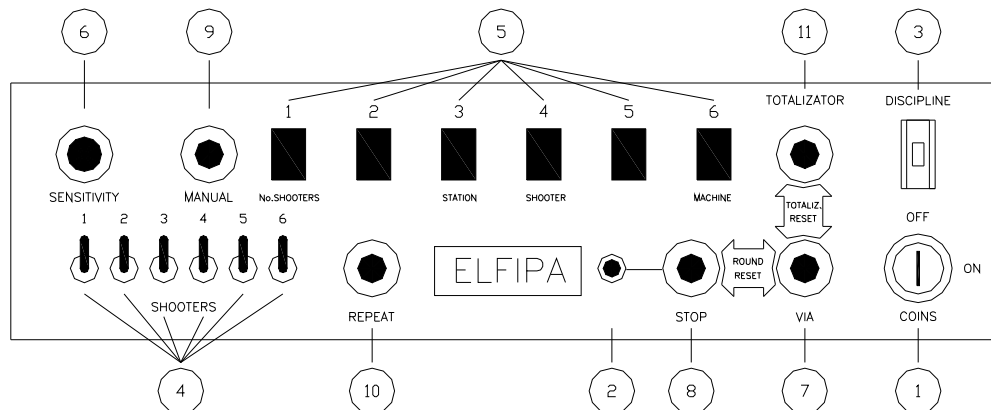 6 9 5 11 3
1 2 3 4 5 6
TOTALIZATOR DISCIPLINE
SENSITIVITY MANUAL No.SHOOTERS STATION SHOOTER MACHINE
TOTALIZ.
RESET
1 2 3 4 5 6
OFF
ROUND
RESET
ELFIPA
ON
SHOOTERS
REPEAT STOP VIA COINS
4 10 2 8 7 1